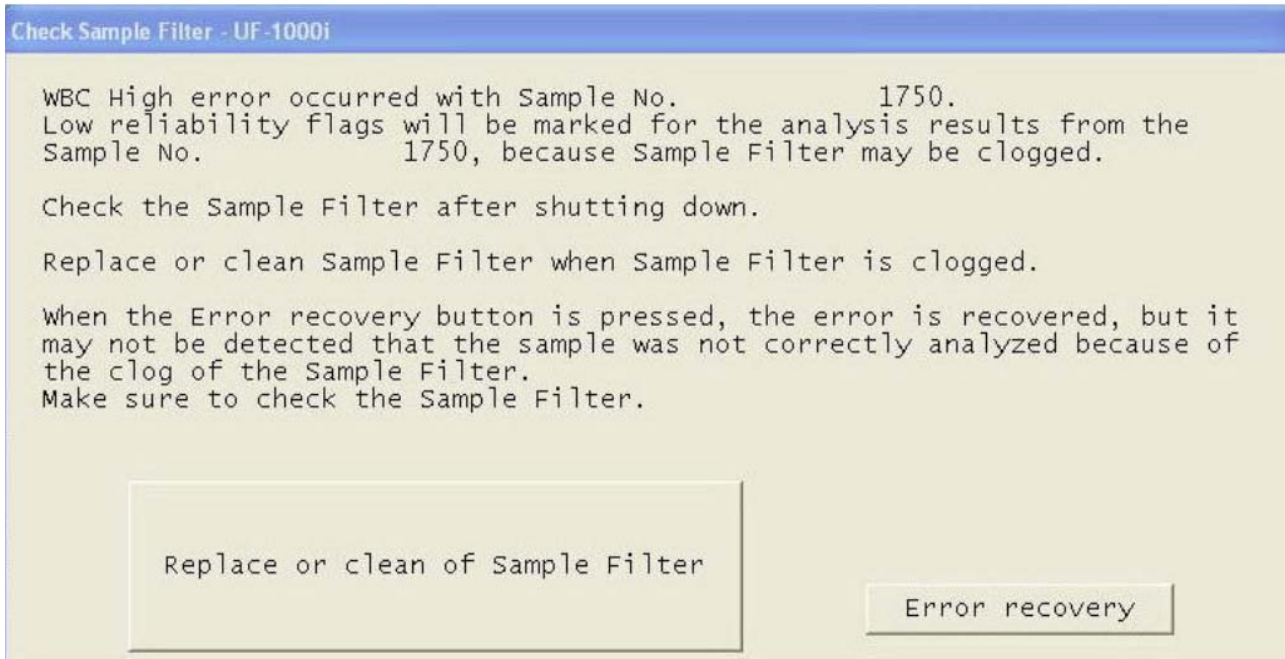 Check Sample Filter - UF-1000i
WBC High error occurred with Sample No. 1750.
Low reliability flags will be marked for the analysis results from the
Sample No. 1750, because Sample Filter may be clogged.
Check the Sample Filter after shutting down.
Replace or clean Sample Filter when Sample Filter is clogged.
When the Error recovery button is pressed, the error is recovered, but it
may not be detected that the sample was not correctly analyzed because of
the clog of the Sample Filter.
Make sure to check the Sample Filter.
Replace or clean of Sample Filter
Error recovery